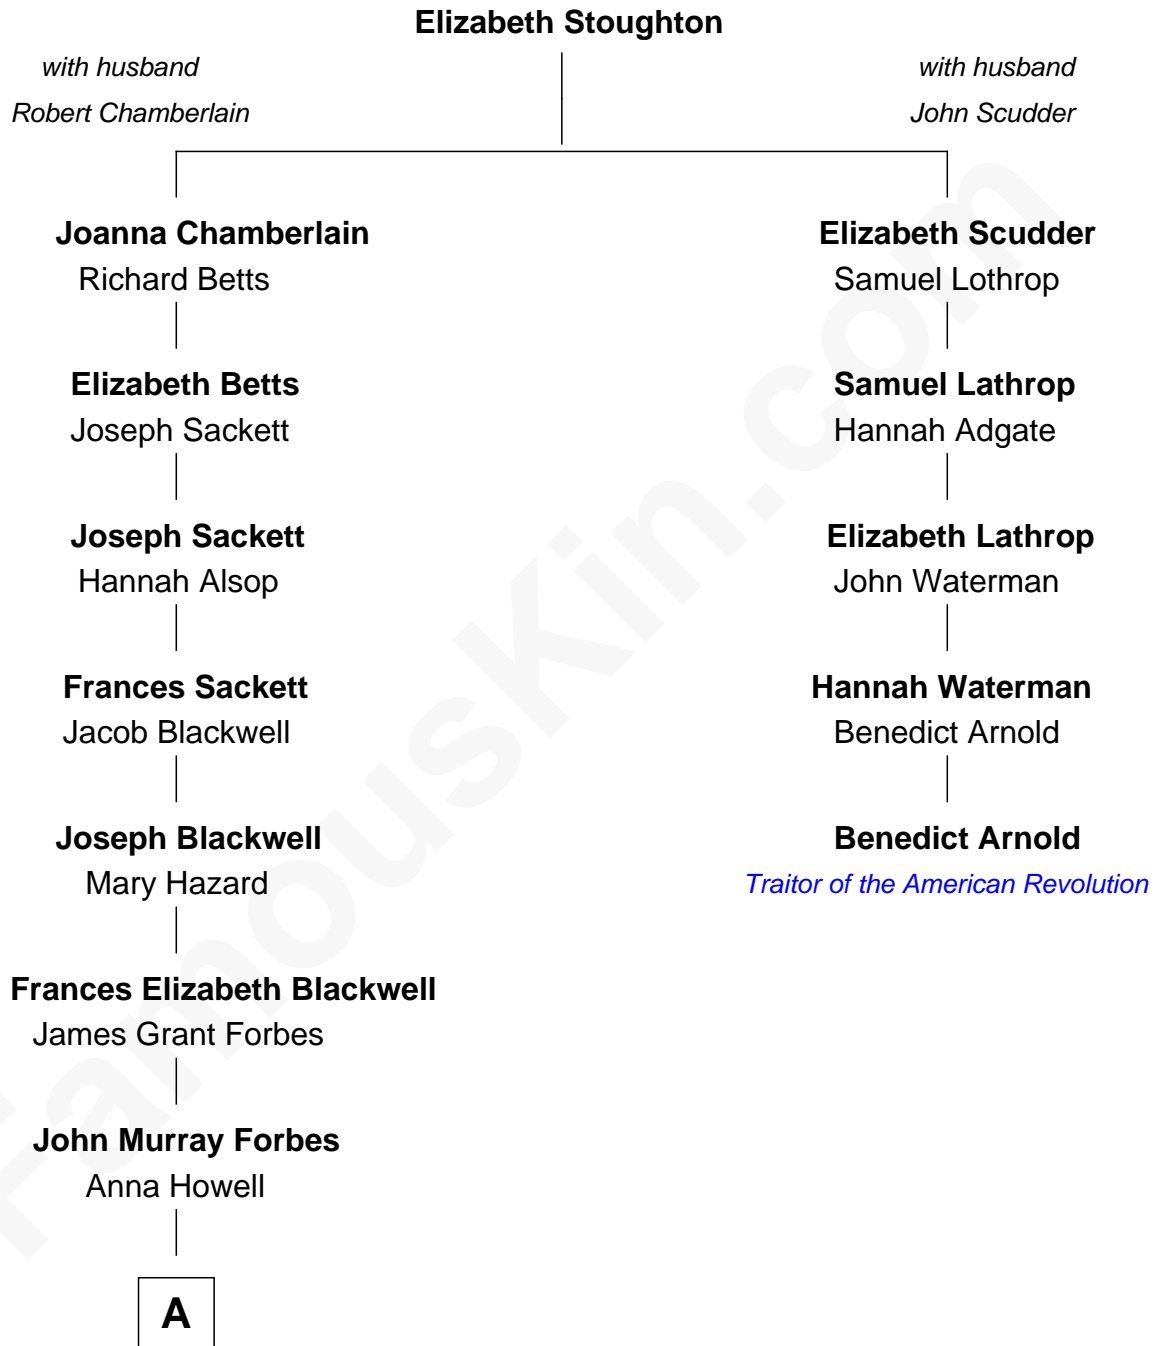 Elizabeth Stoughton
with husband
Robert Chamberlain
with husband
John Scudder
Joanna Chamberlain
Richard Betts
Elizabeth Scudder
Samuel Lothrop
Elizabeth Betts
Joseph Sackett
Samuel Lathrop
Hannah Adgate
Joseph Sackett
Hannah Alsop
Elizabeth Lathrop
John Waterman
Frances Sackett
Jacob Blackwell
Hannah Waterman
Benedict Arnold
Joseph Blackwell
Mary Hazard
Benedict Arnold
Traitor of the American Revolution
Frances Elizabeth Blackwell
James Grant Forbes
John Murray Forbes
Anna Howell
A
FamousKin.com